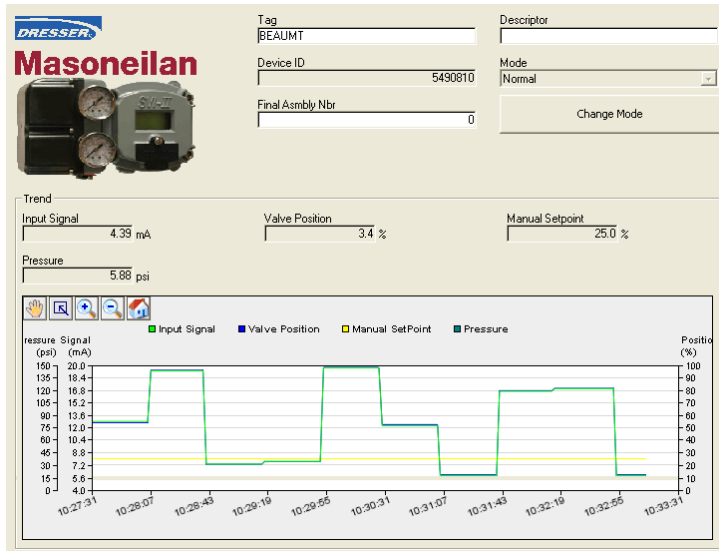 Tag
Descriptor
DRESSER
BEAUMT
Masoneilan
Device ID
Mode
5490810
Normal
SVI-II
Final Asmbly Nbr
0
Change Mode
Trend
Input Signal
Valve Position
Manual Setpoint
4.39 mA
3.4 %
25.0 %
Pressure
5.88 psi
Input Signal Valve Position Manual SetPoint Pressure
ressure Signal Positio
(psi) (mA) (%)
150 20.0 100
135 18.4 90
120 16.8 80
105 15.2 70
90 13.6 60
75 12.0 50
60 10.4 40
45 8.8 30
30 7.2 20
15 5.6 10
0 4.0 0
10:27:31 10:28:07 10:28:43 10:29:19 10:29:55 10:30:31 10:31:07 10:31:43 10:32:19 10:32:55 10:33:31